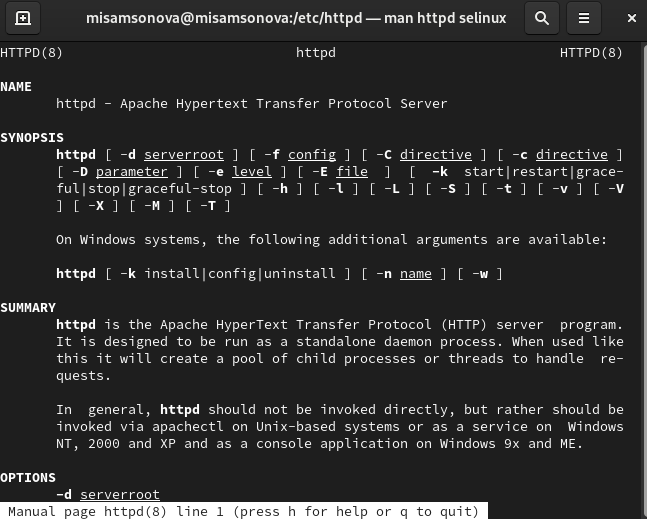 misamsonova@misamsonova:/etc/httpd — man httpd selinux
HTTPD(8) httpd HTTPD(8)
NAME
httpd - Apache Hypertext Transfer Protocol Server
SYNOPSIS
httpd [ -d serverroot ] [ -f config ] [ -C directive ] [ -c directive ]
[ -D parameter ] [ -e level ] [ -E file ] [ -k start|restart|grace-
ful|stop|graceful-stop ] [ -h ] [ -l ] [ -L ] [ -S ] [ -t ] [ -v ] [ -V
] [ -X ] [ -M ] [ -T ]
On Windows systems, the following additional arguments are available:
httpd [ -k install|config|uninstall ] [ -n name ] [ -w ]
SUMMARY
httpd is the Apache HyperText Transfer Protocol (HTTP) server program.
It is designed to be run as a standalone daemon process. When used like
this it will create a pool of child processes or threads to handle re-
quests.
In general, httpd should not be invoked directly, but rather should be
invoked via apachectl on Unix-based systems or as a service on Windows
NT, 2000 and XP and as a console application on Windows 9x and ME.
OPTIONS
-d serverroot
Manual page httpd(8) line 1 (press h for help or q to quit)